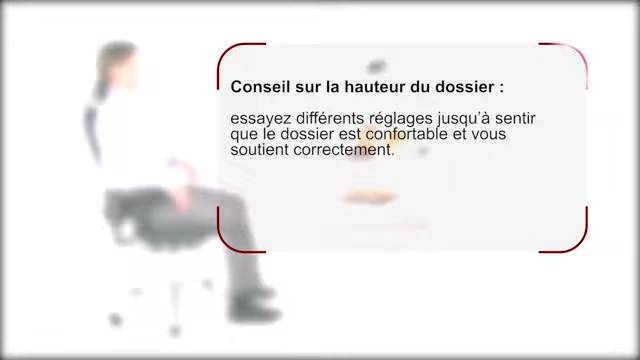 Conseil sur la hauteur du dossier :
essayez différents réglages jusqu'à sentir
que le dossier est confortable et vous
soutient correctement.